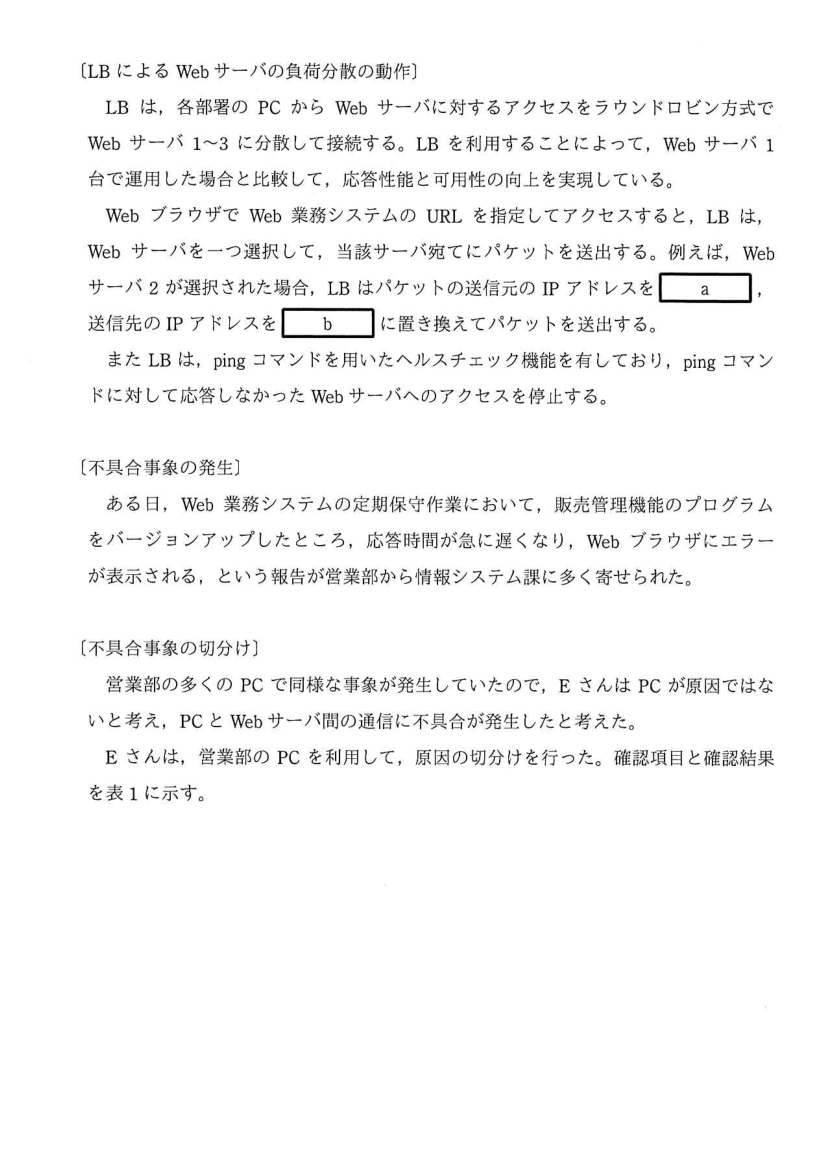 〔LB による Web サーバの負荷分散の動作〕
LB は，各部署の PC から Web サーバに対するアクセスをラウンドロビン方式で
Web サーバ 1～3 に分散して接続する。LB を利用することによって，Web サーバ 1
台で運用した場合と比較して，応答性能と可用性の向上を実現している。
Web ブラウザで Web 業務システムの URL を指定してアクセスすると，LB は，
Web サーバを一つ選択して，当該サーバ宛てにパケットを送出する。例えば，Web
サーバ 2 が選択された場合，LB はパケットの送信元の IP アドレスを a ，
送信先の IP アドレスを b に置き換えてパケットを送出する。
また LB は，ping コマンドを用いたヘルスチェック機能を有しており，ping コマン
ドに対して応答しなかった Web サーバへのアクセスを停止する。
〔不具合事象の発生〕
ある日，Web 業務システムの定期保守作業において，販売管理機能のプログラム
をバージョンアップしたところ，応答時間が急に遅くなり，Web ブラウザにエラー
が表示される，という報告が営業部から情報システム課に多く寄せられた。
〔不具合事象の切分け〕
営業部の多くの PC で同様な事象が発生していたので，E さんは PC が原因ではな
いと考え，PC と Web サーバ間の通信に不具合が発生したと考えた。
E さんは，営業部の PC を利用して，原因の切分けを行った。確認項目と確認結果
を表 1 に示す。